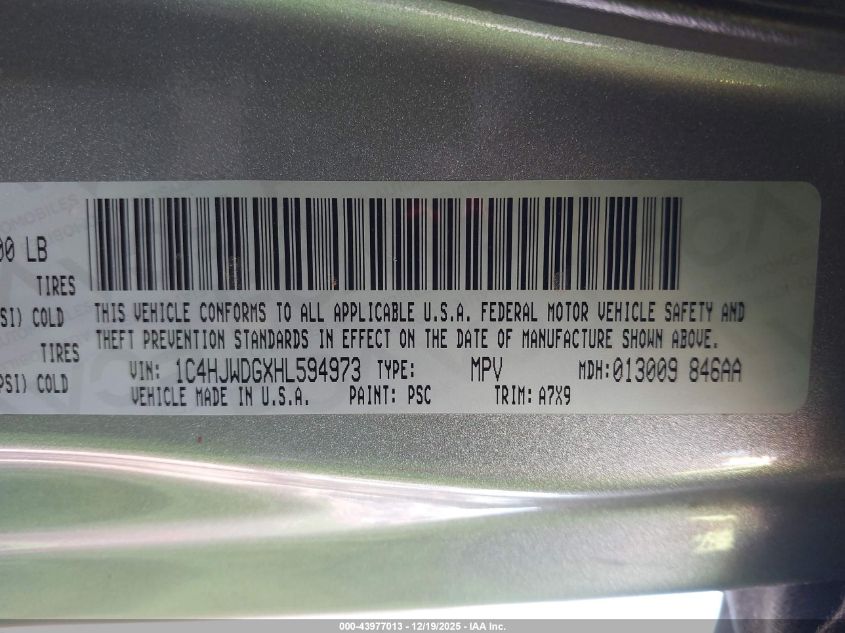 00 LB
TIRES
SI) COLD
TIRES
PSI) COLD
THIS VEHICLE CONFORMS TO ALL APPLICABLE U.S.A. FEDERAL MOTOR VEHICLE SAFETY AND
THEFT PREVENTION STANDARDS IN EFFECT ON THE DATE OF MANUFACTURE SHOWN ABOVE.
VIN: 1C4HJWDGXHL594973 TYPE: MPV MDH:013009 846AA
VEHICLE MADE IN U.S.A. PAINT: PSC TRIM: A7X9
000-43977013 - 12/19/2025 - IAA Inc.